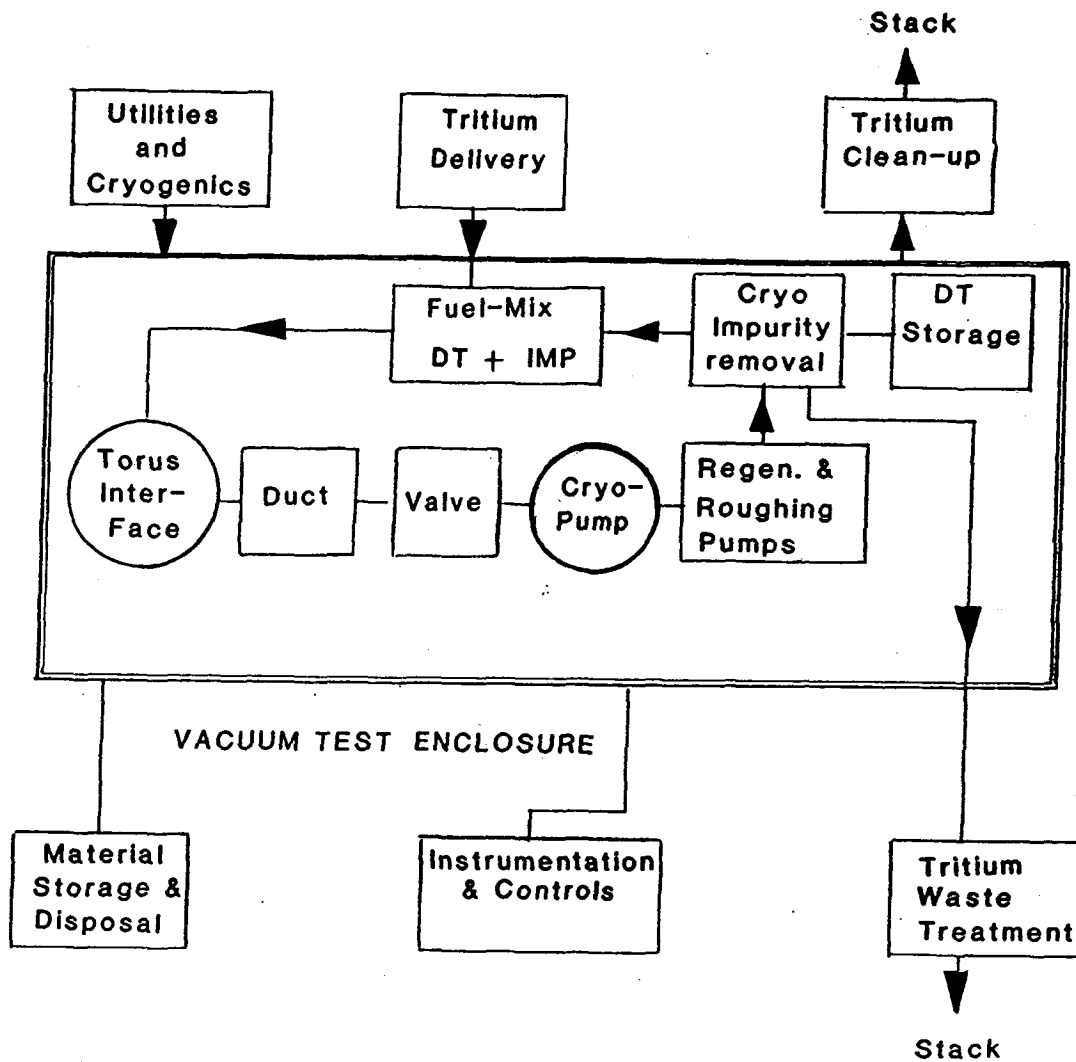 Stack
Utilities
and
Cryogenics
Tritium
Delivery
Tritium
Clean-up
Fuel-Mix
DT + IMP
Cryo
Impurity
removal
DT
Storage
Torus
Inter-
Face
Duct
Valve
Cryo-
Pump
Regen. &
Roughing
Pumps
VACUUM TEST ENCLOSURE
Material
Storage &
Disposal
Instrumentation
& Controls
Tritium
Waste
Treatment
Stack